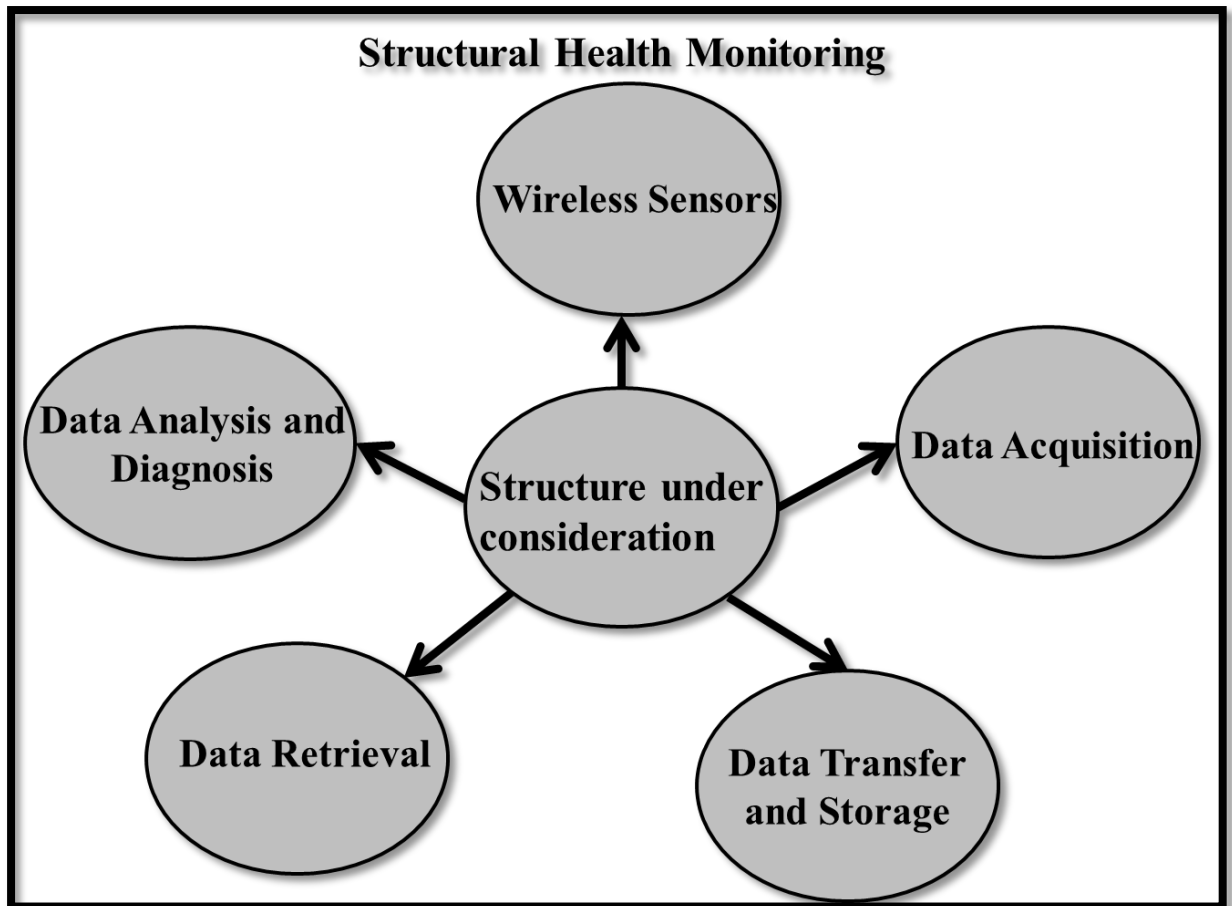 Structural Health Monitoring
Wireless Sensors
Data Analysis and
Diagnosis
Data Acquisition
Structure under
consideration
Data Retrieval
Data Transfer
and Storage